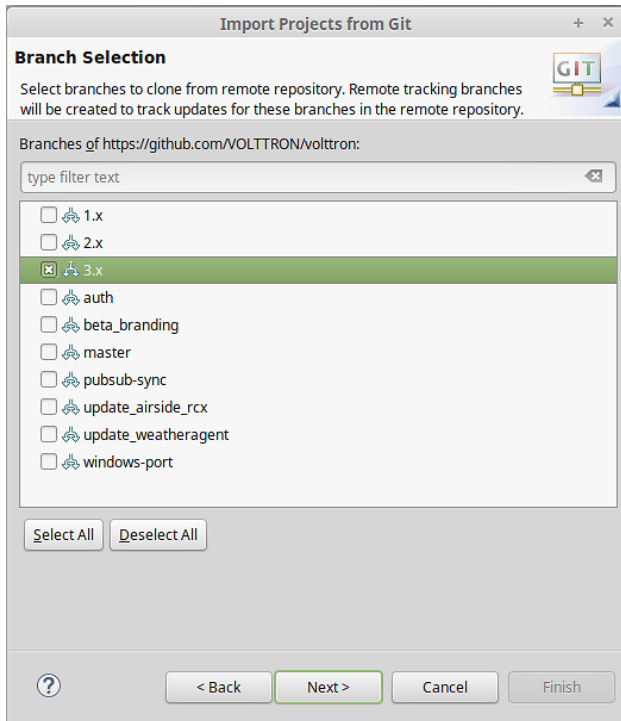 Import Projects from Git
Branch Selection
GIT
Select branches to clone from remote repository. Remote tracking branches
will be created to track updates for these branches in the remote repository.
Branches of https://github.com/VOLTTRON/volttron:
type filter text
1.x
2.x
3.x
auth
beta_branding
master
pubsub-sync
update_airside_rcx
update_weatheragent
windows-port
Select All Deselect All
? < Back Next > Cancel Finish